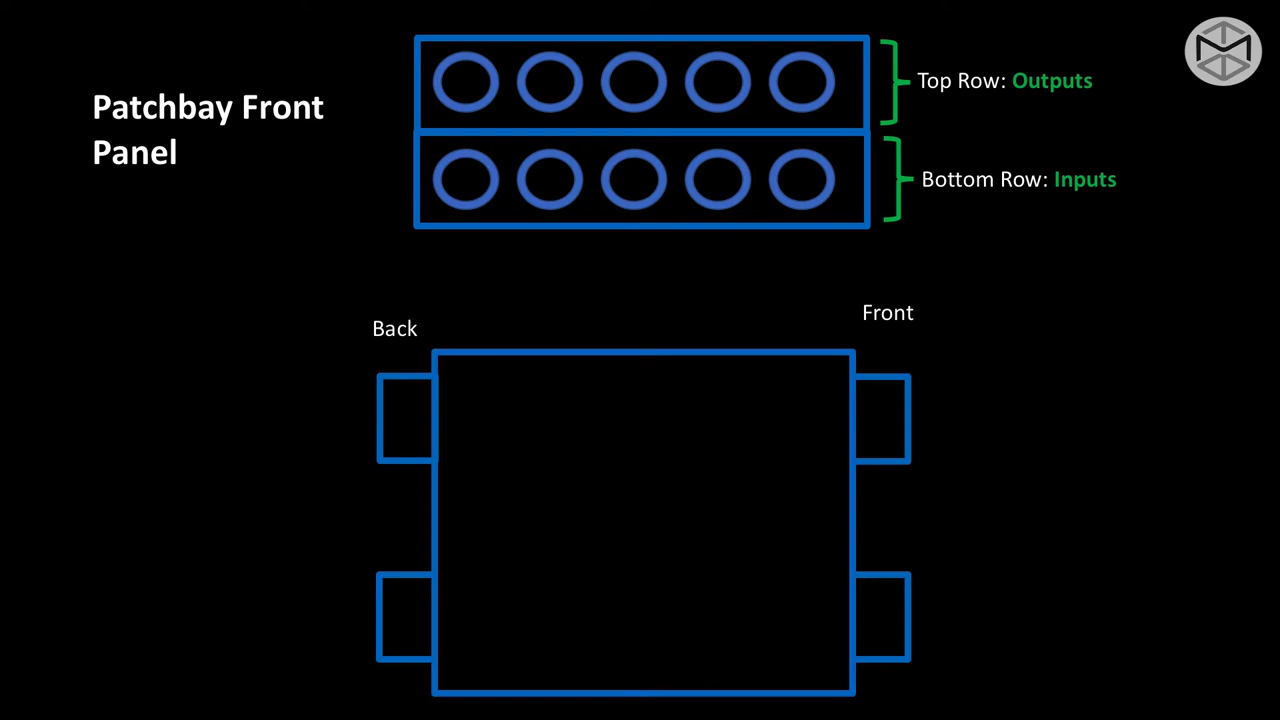 Patchbay Front
Panel
Top Row: Outputs
Bottom Row: Inputs
Back
Front